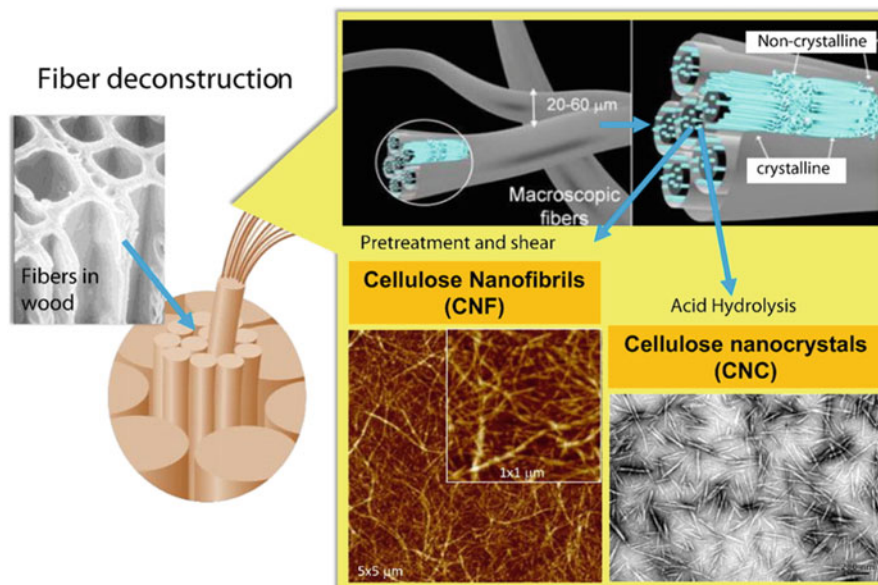 Fiber deconstruction
Fibers in
wood
20-60 μm
Macroscopic
fibers
Non-crystalline
crystalline
Pretreatment and shear
Cellulose Nanofibrils
(CNF)
1x1 μm
5x5 μm
Acid Hydrolysis
Cellulose nanocrystals
(CNC)